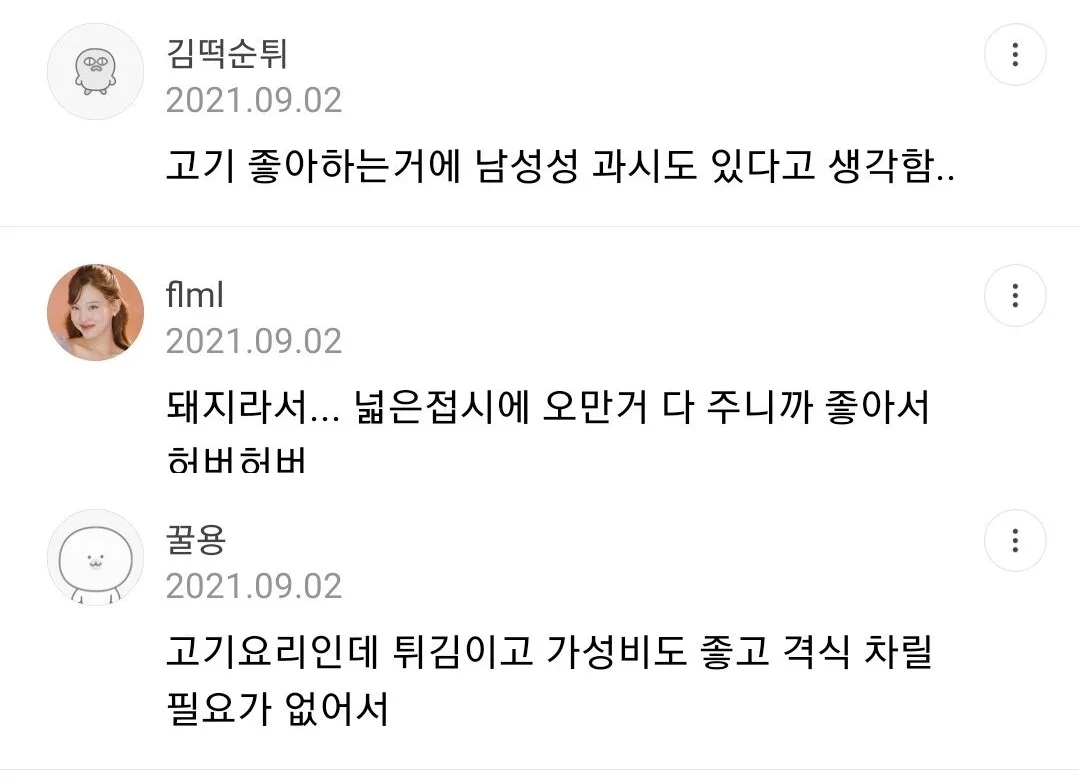 김떡순튀
2021.09.02
고기 좋아하는거에 남성성 과시도 있다고 생각함..
flml
2021.09.02
돼지라서... 넓은접시에 오만거 다 주니까 좋아서
허버허버
꿀용
2021.09.02
고기요리인데 튀김이고 가성비도 좋고 격식 차릴
필요가 없어서